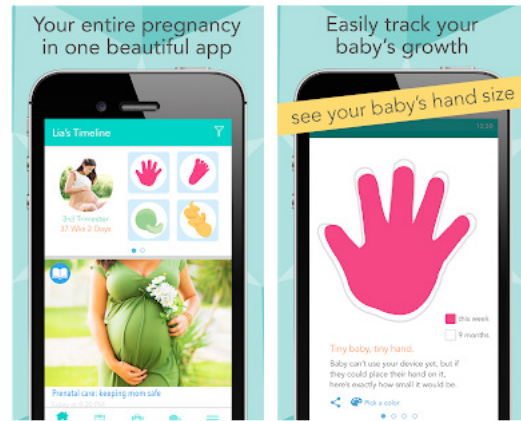 Your entire pregnancy
in one beautiful app
Lia's Timeline
3rd Trimester
37 Wks 2 Days
Prenatal care: keeping mom safe
Easily track your
baby's growth
see your baby's hand size
this week
9 months
Tiny baby, tiny hand.
Baby can't use your device yet, but if
they could place their hand on it,
here's exactly how small it would be.
Pick a color